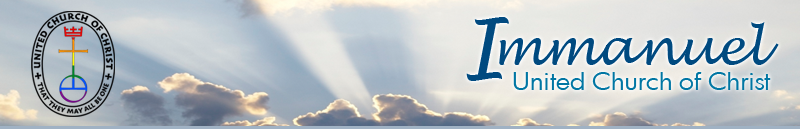 UNITED CHURCH OF CHRIST
THAT THEY MAY ALL BE ONE
Immanuel
United Church of Christ